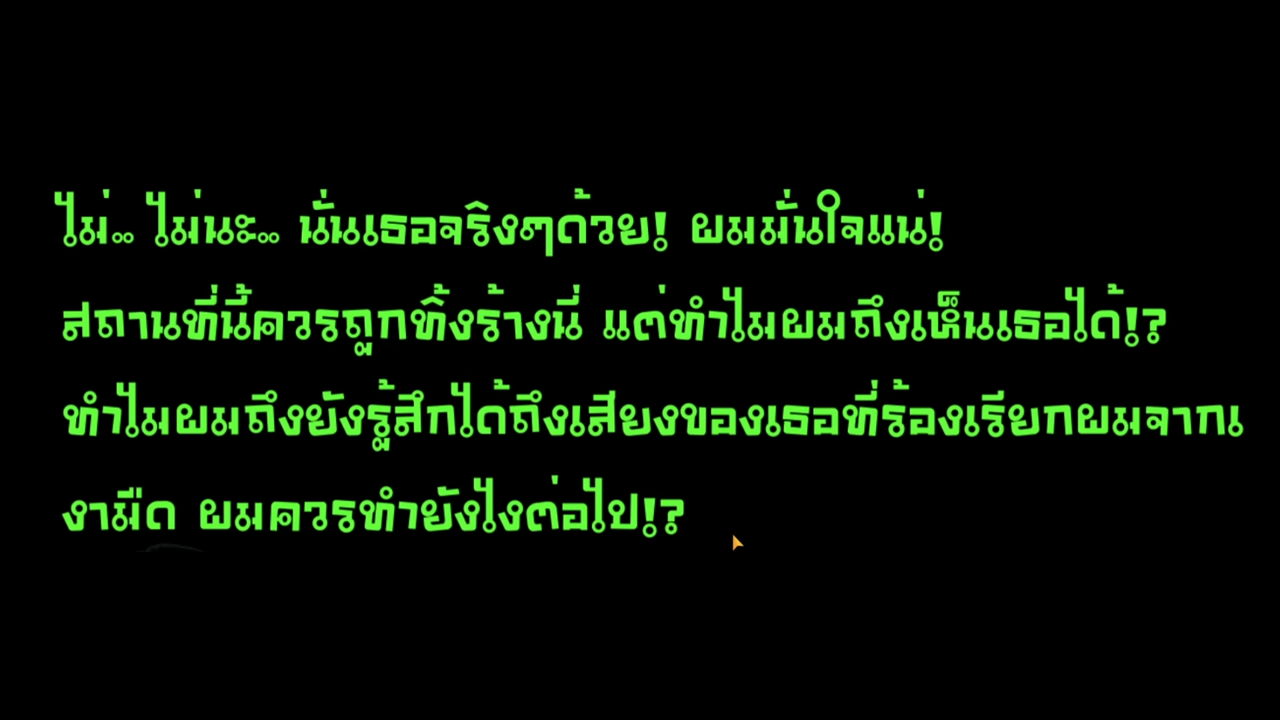 ไม่.. ไม่นะ.. นั่นเธอจริงๆด้วย! ผมมั่นใจแน่!
สถานที่นี้ควรถูกทิ้งร้างนี่ แต่ทำไมผมถึงเห็นเธอได้!?
ทำไมผมถึงยังรู้สึกได้ถึงเสียงของเธอที่ร้องเรียกผมจากเ
งามืด ผมควรทำยังไงต่อไป!?